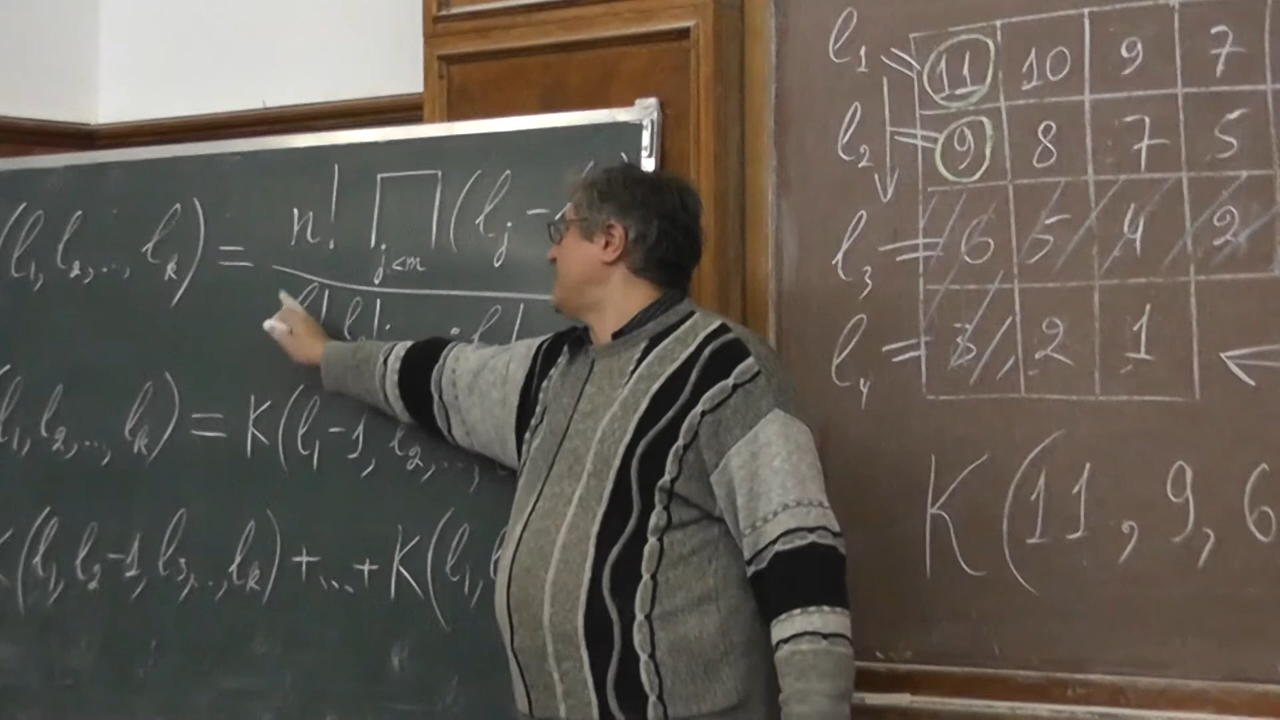 (l₁, l₂, ..., l_k) = n! ∏ (l_j -
j<m
l₁! l₂! ... l
l₁, l₂, ..., l_k) = K(l₁-1, l₂, ...,
K(l₁, l₂-1, l₃, ..., l_k) + ... + K(l₁, l
l₁ 11 10 9 7
l₂ 9 8 7 5
l₃ = 6 5 4 2
l₄ = 3 2 1 ←
K(11, 9, 6